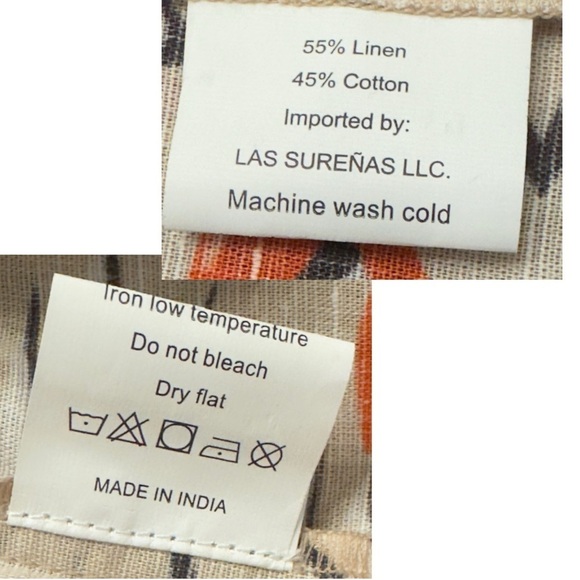 55% Linen
45% Cotton
Imported by:
LAS SUREÑAS LLC.
Machine wash cold
Iron low temperature
Do not bleach
Dry flat
MADE IN INDIA